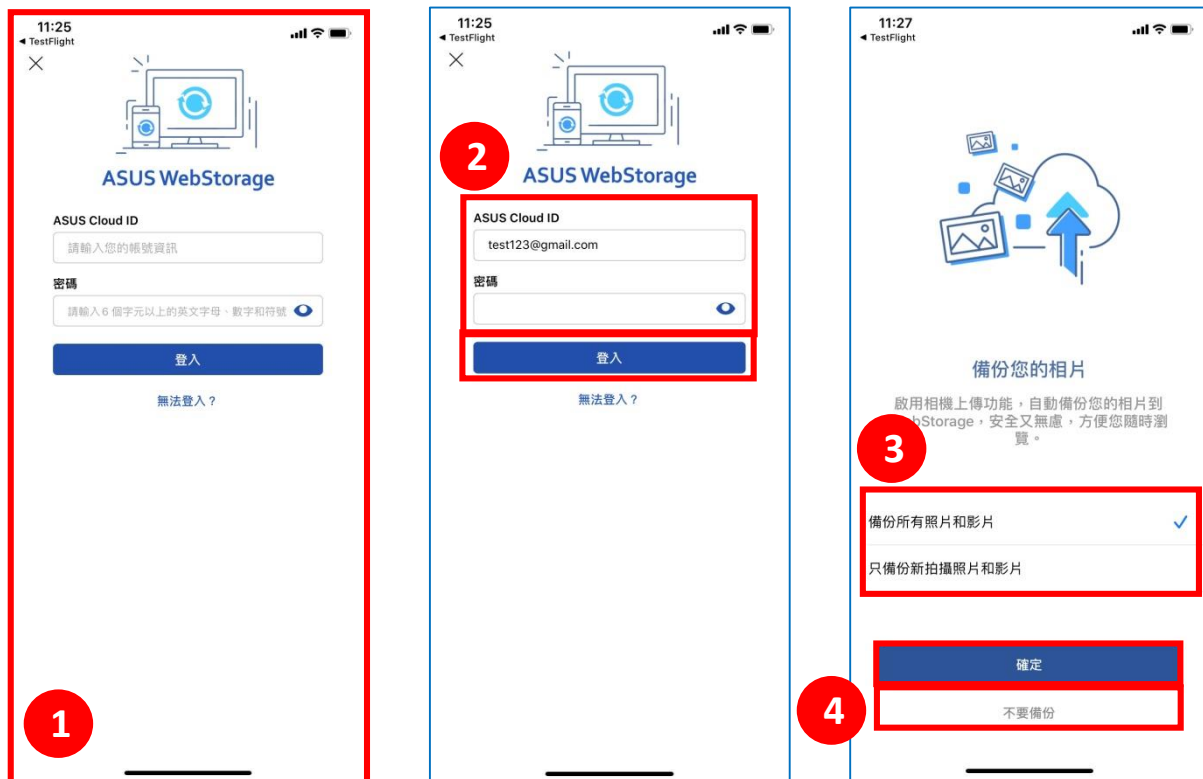 11:25
◀ TestFlight
ASUS WebStorage
ASUS Cloud ID
請輸入您的帳號資訊
密碼
請輸入6 個字元以上的英文字母、數字和符號
登入
無法登入？
1
11:25
◀ TestFlight
2
ASUS WebStorage
ASUS Cloud ID
test123@gmail.com
密碼
登入
無法登入？
11:27
◀ TestFlight
備份您的相片
啟用相機上傳功能，自動備份您的相片到
bStorage，安全又無慮，方便您隨時瀏
覽。
3
備份所有照片和影片
只備份新拍攝照片和影片
確定
4
不要備份